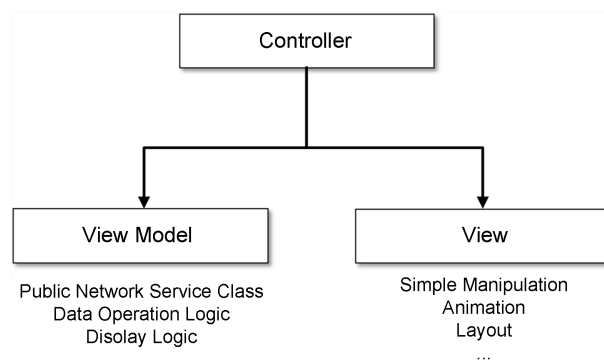 Controller
View Model
View
Public Network Service Class
Data Operation Logic
Disolay Logic
Simple Manipulation
Animation
Layout
...